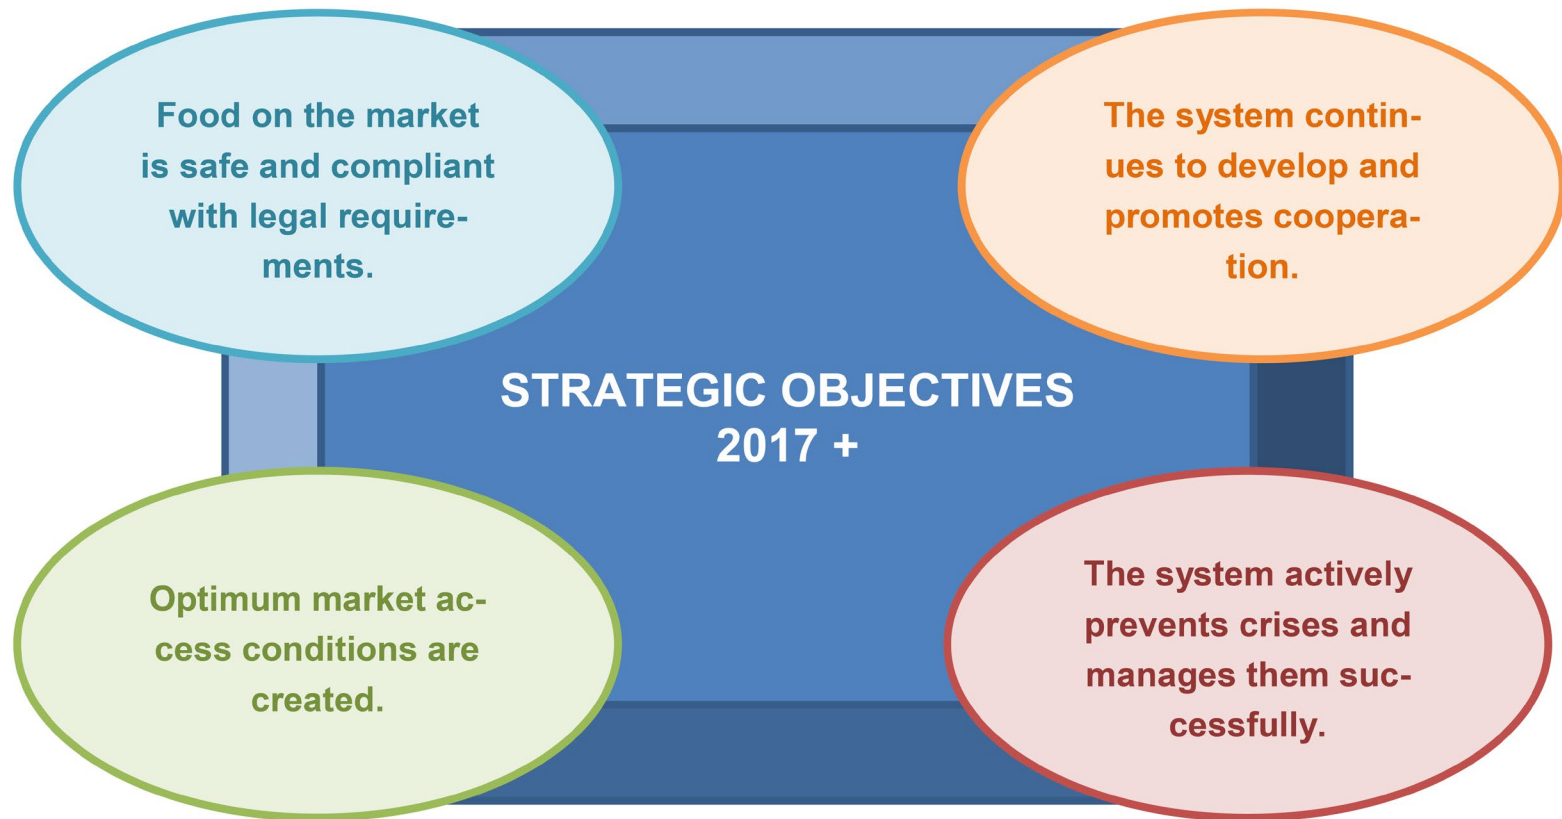 Food on the market
is safe and compliant
with legal require-
ments.
The system contin-
ues to develop and
promotes coopera-
tion.
STRATEGIC OBJECTIVES
2017 +
Optimum market ac-
cess conditions are
created.
The system actively
prevents crises and
manages them suc-
cessfully.